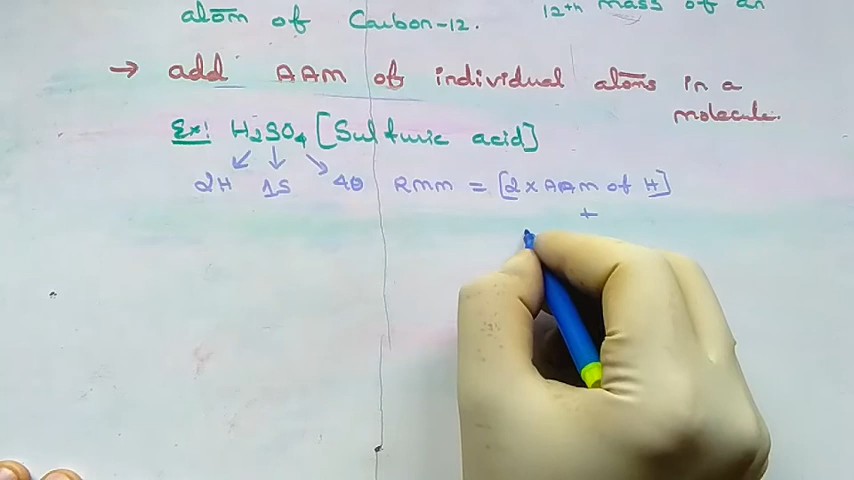 atom of Carbon-12. 12th mass of an
→ add AAM of individual atoms in a
molecule.
Ex: H₂SO₄ [Sulfuric acid]
↙ ↓ ↘
2H 1S 4O RMM = [2 × AAM of H]
+